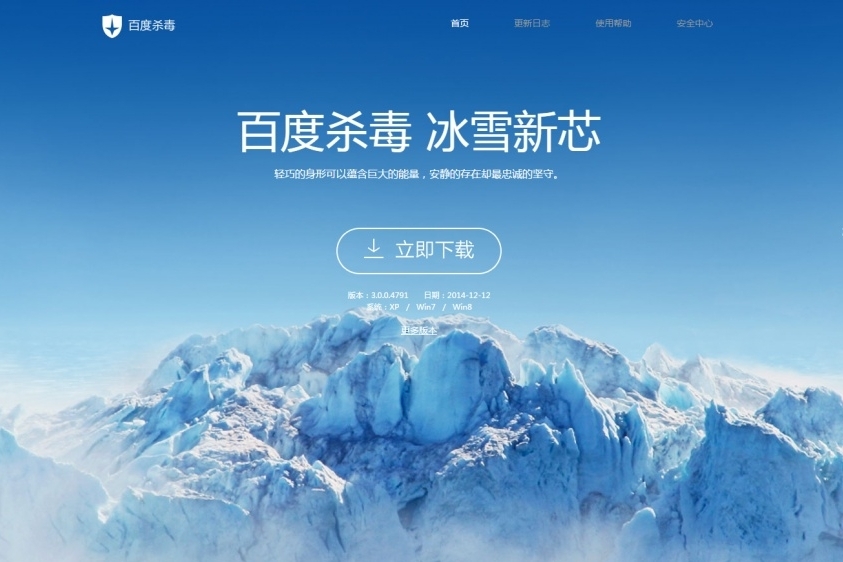 百度杀毒
首页 更新日志 使用帮助 安全中心
百度杀毒 冰雪新芯
轻巧的身形可以蕴含巨大的能量，安静的存在却最忠诚的坚守。
立即下载
版本：3.0.0.4791 日期：2014-12-12
系统：XP / Win7 / Win8
更多版本